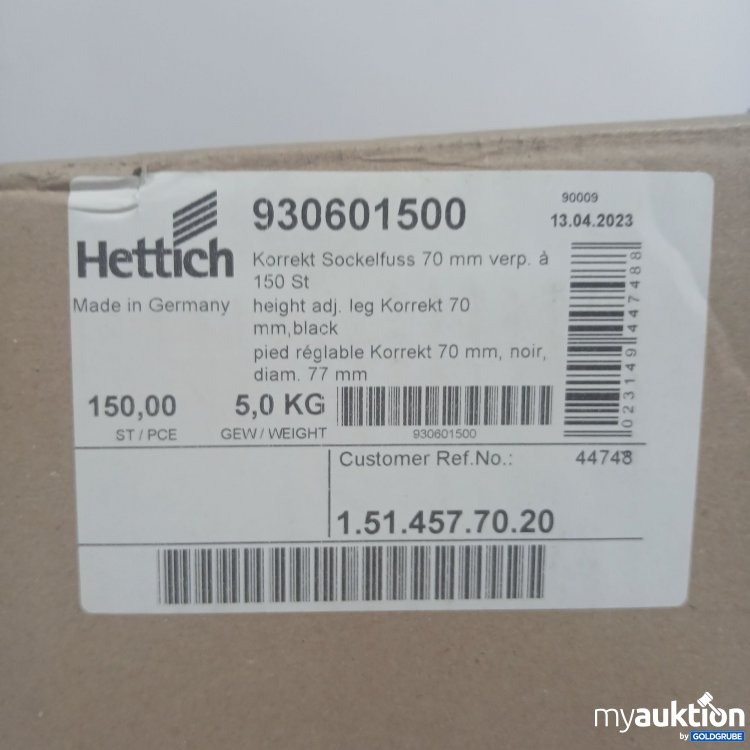 Hettich
Made in Germany
930601500
90009
13.04.2023
Korrekt Sockelfuss 70 mm verp. à
150 St
height adj. leg Korrekt 70
mm,black
pied réglable Korrekt 70 mm, noir,
diam. 77 mm
023149447488
150,00
ST / PCE
5,0 KG
GEW / WEIGHT
930601500
Customer Ref.No.:
44748
1.51.457.70.20
myauktion
by GOLDGRUBE